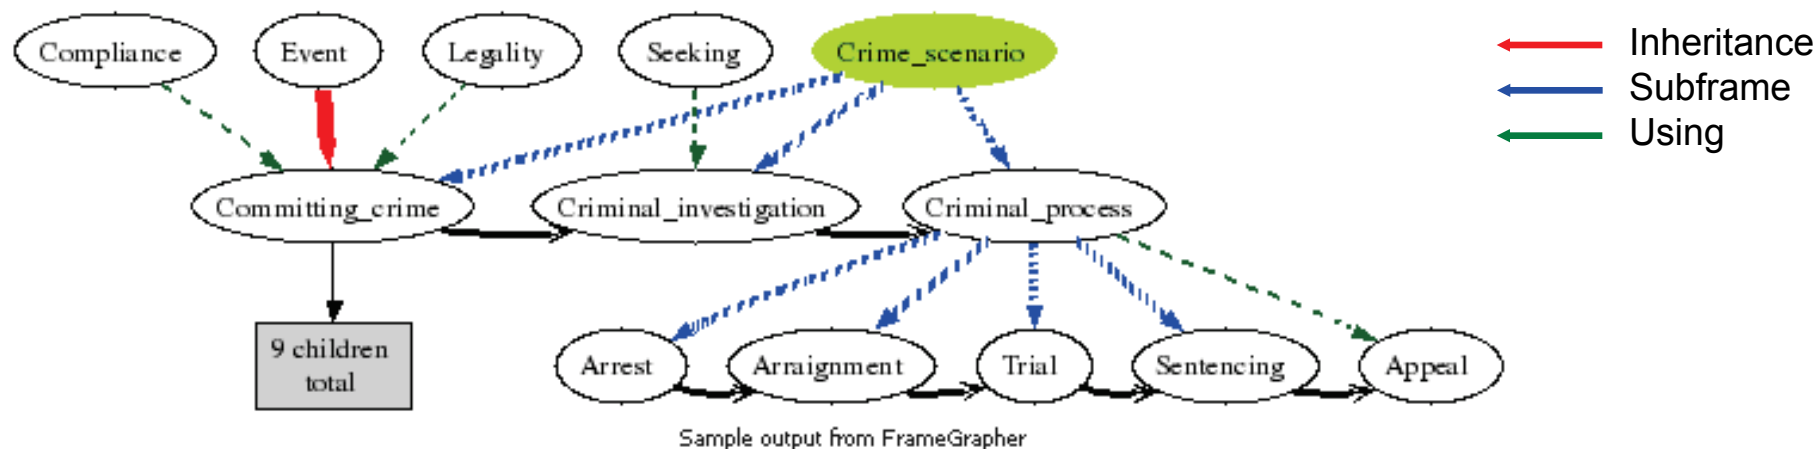 Compliance
Event
Legality
Seeking
Crime_scenario
Inheritance
Subframe
Using
Committing_crime
Criminal_investigation
Criminal_process
9 children
total
Arrest
Arraignment
Trial
Sentencing
Appeal
Sample output from FrameGrapher